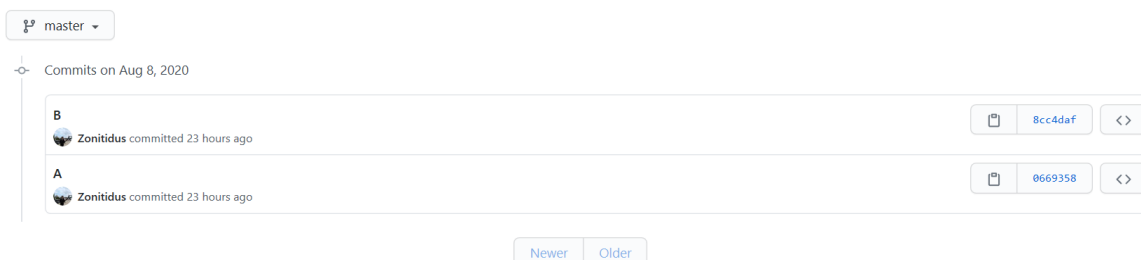 master
Commits on Aug 8, 2020
B
Zonitidus committed 23 hours ago
8cc4daf
A
Zonitidus committed 23 hours ago
0669358
Newer Older